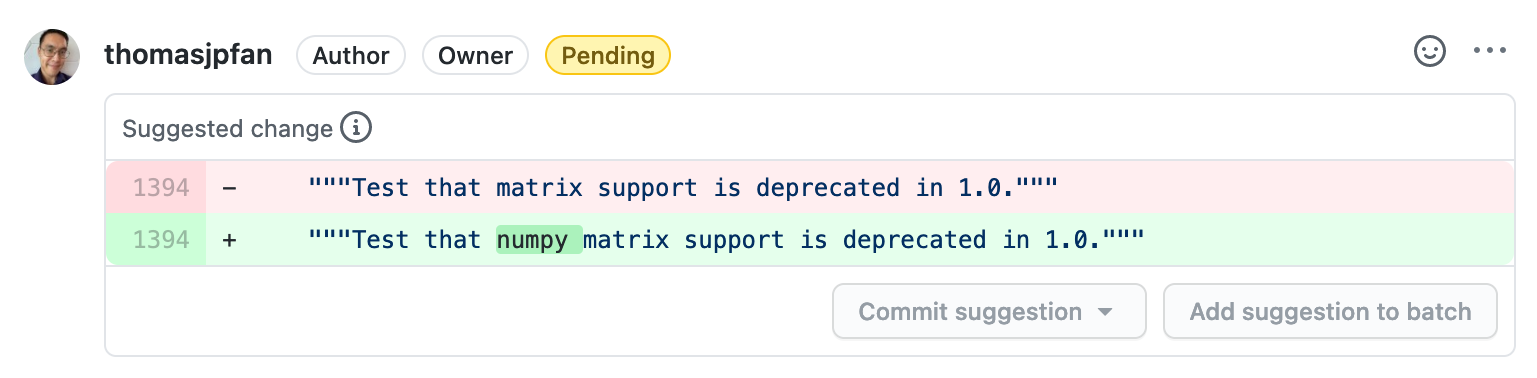 thomasjpfan Author Owner Pending
Suggested change
1394 - """Test that matrix support is deprecated in 1.0."""
1394 + """Test that numpy matrix support is deprecated in 1.0."""
Commit suggestion Add suggestion to batch